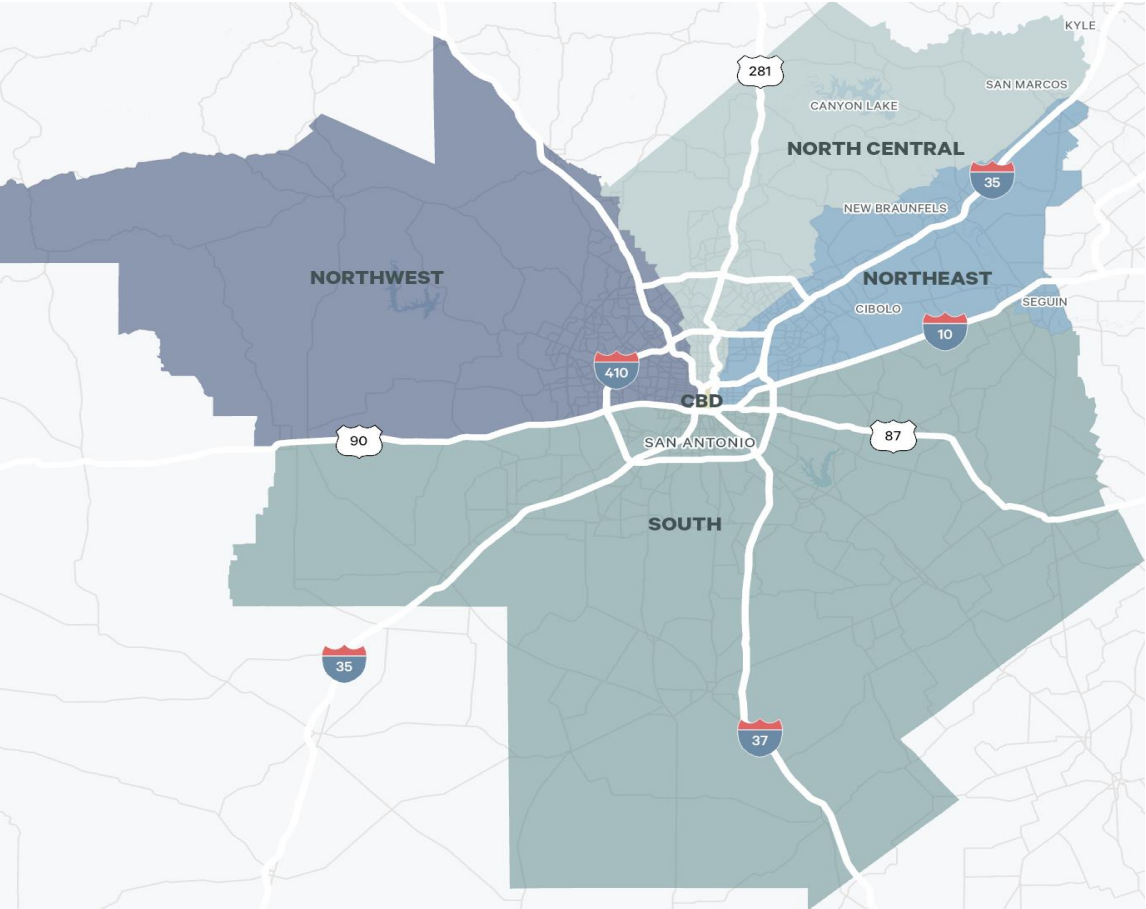 KYLE
281
SAN MARCOS
CANYON LAKE
NORTH CENTRAL
35
NEW BRAUNFELS
NORTHWEST
NORTHEAST
SEGUIN
CIBOLO
10
410
CBD
90
SAN ANTONIO
87
SOUTH
35
37